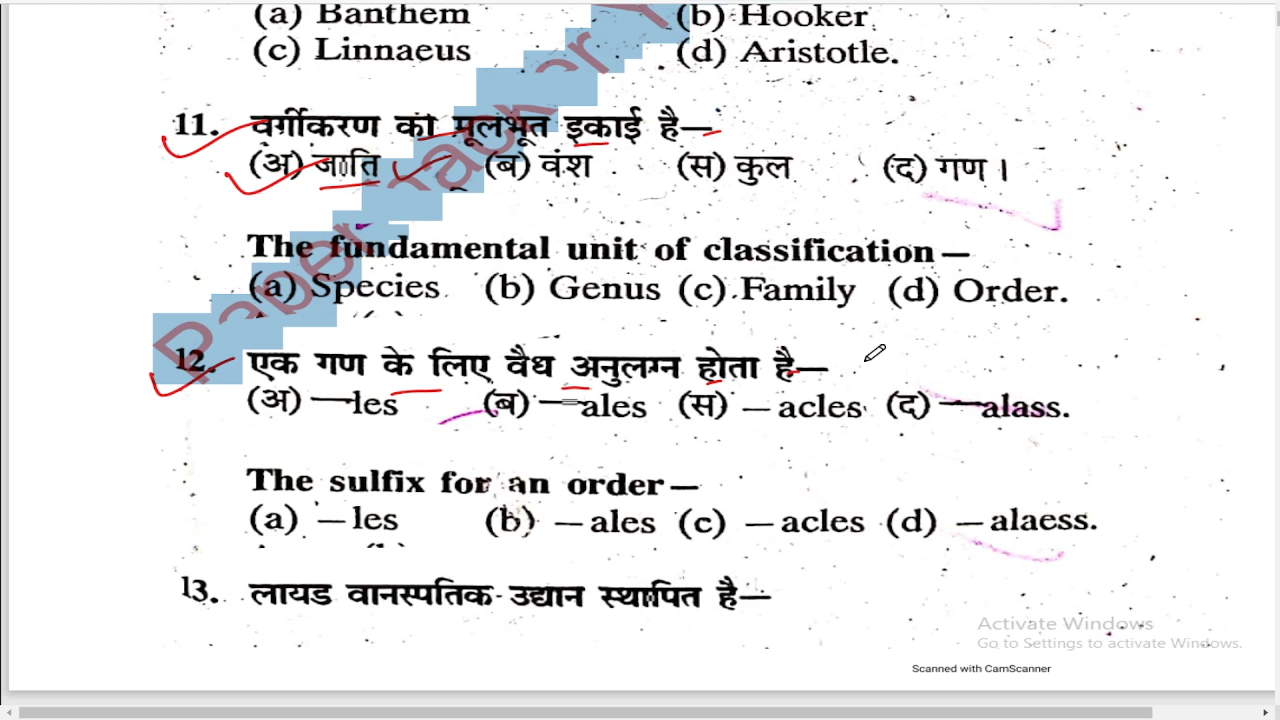 (a) Banthem (b) Hooker
(c) Linnaeus (d) Aristotle.
11. वर्गीकरण की मूलभूत इकाई है—
(अ) जाति (ब) वंश (स) कुल (द) गण।
The fundamental unit of classification—
(a) Species (b) Genus (c) Family (d) Order.
12. एक गण के लिए वैध अनुलग्न होता है—
(अ) —les (ब) —ales (स) —acles (द) —alass.
The sulfix for an order—
(a) —les (b) —ales (c) —acles (d) —alaess.
13. लायड वानस्पतिक उद्यान स्थापित है—
Activate Windows
Go to Settings to activate Windows.
Scanned with CamScanner